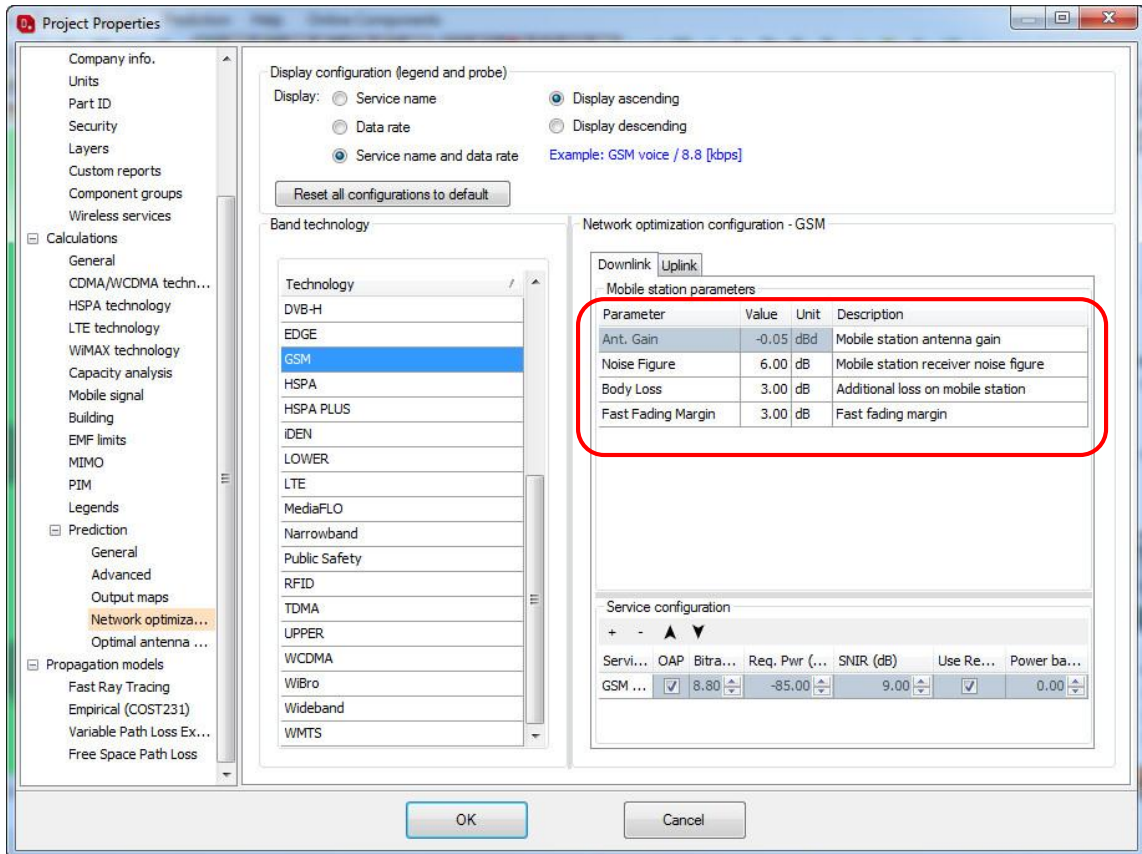 Project Properties
Company info.
Units
Part ID
Security
Layers
Custom reports
Component groups
Wireless services
Calculations
General
CDMA/WCDMA techn...
HSPA technology
LTE technology
WiMAX technology
Capacity analysis
Mobile signal
Building
EMF limits
MIMO
PIM
Legends
Prediction
General
Advanced
Output maps
Network optimiza...
Optimal antenna ...
Propagation models
Fast Ray Tracing
Empirical (COST231)
Variable Path Loss Ex...
Free Space Path Loss
Display configuration (legend and probe)
Display: Service name Display ascending
Data rate Display descending
Service name and data rate Example: GSM voice / 8.8 [kbps]
Reset all configurations to default
Band technology
Technology /
DVB-H
EDGE
GSM
HSPA
HSPA PLUS
iDEN
LOWER
LTE
MediaFLO
Narrowband
Public Safety
RFID
TDMA
UPPER
WCDMA
WiBro
Wideband
WMTS
Network optimization configuration - GSM
Downlink Uplink
Mobile station parameters
Parameter Value Unit Description
Ant. Gain -0.05 dBd Mobile station antenna gain
Noise Figure 6.00 dB Mobile station receiver noise figure
Body Loss 3.00 dB Additional loss on mobile station
Fast Fading Margin 3.00 dB Fast fading margin
Service configuration
+ -
Servi... OAP Bitra... Req. Pwr (... SNIR (dB) Use Re... Power ba...
GSM ... 8.80 -85.00 9.00 0.00
OK Cancel